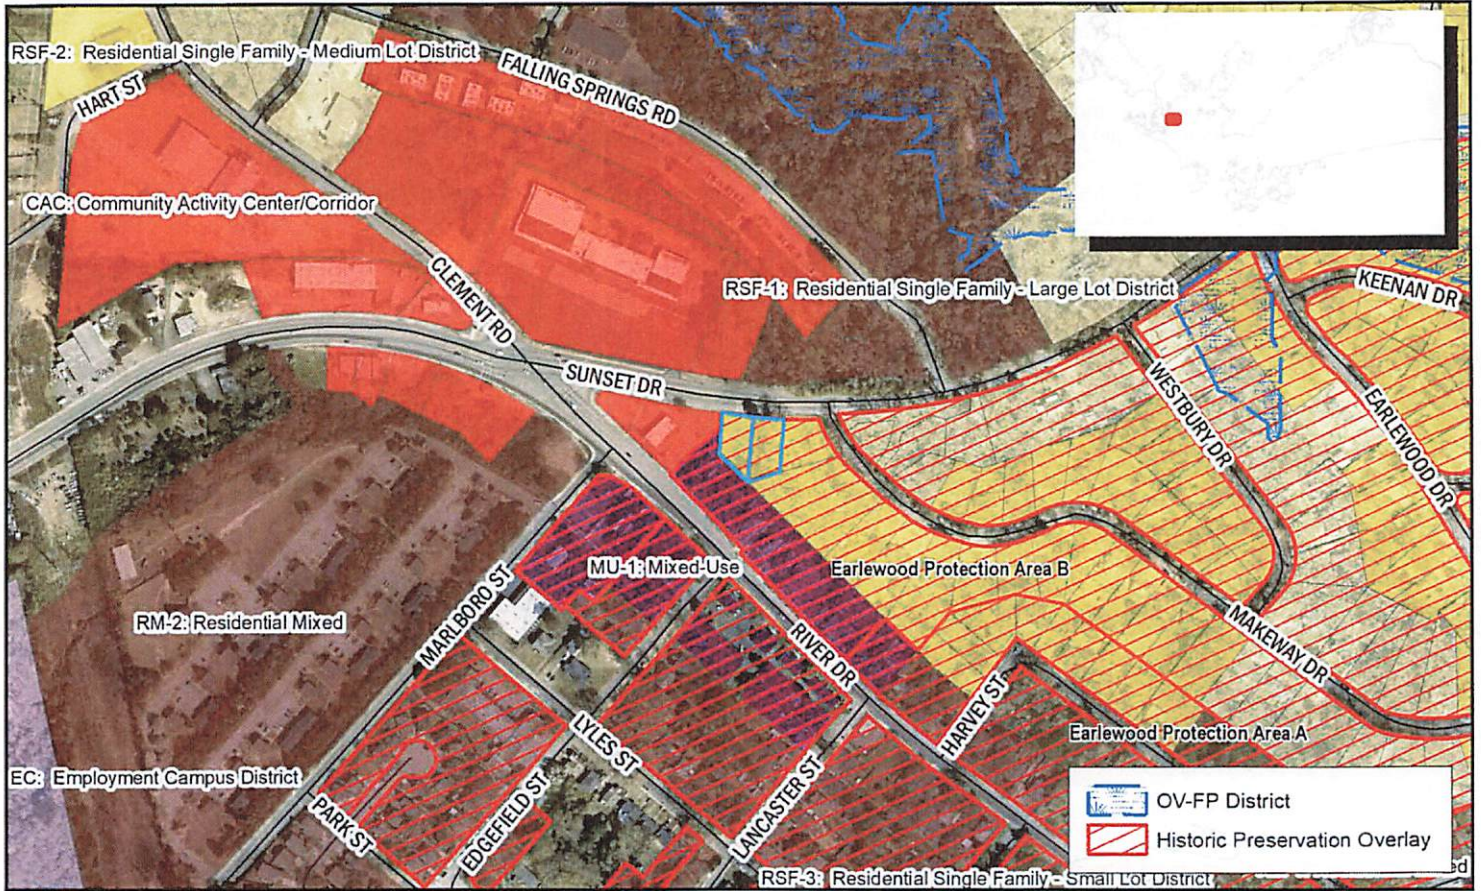 RSF-2: Residential Single Family - Medium Lot District
FALLING SPRINGS RD
HART ST
CAC: Community Activity Center/Corridor
CLEMENT RD
RSF-1: Residential Single Family - Large Lot District
KEENAN DR
SUNSET DR
WESTBURY DR
EARLEWOOD DR
MU-1: Mixed-Use
Earlewood Protection Area B
MARLBORO ST
RM-2: Residential Mixed
RIVER DR
MAKEWAY DR
HARVEY ST
LYLES ST
Earlewood Protection Area A
EC: Employment Campus District
LANCASTER ST
EDGEFIELD ST
PARK ST
OV-FP District
Historic Preservation Overlay
RSF-3: Residential Single Family - Small Lot District